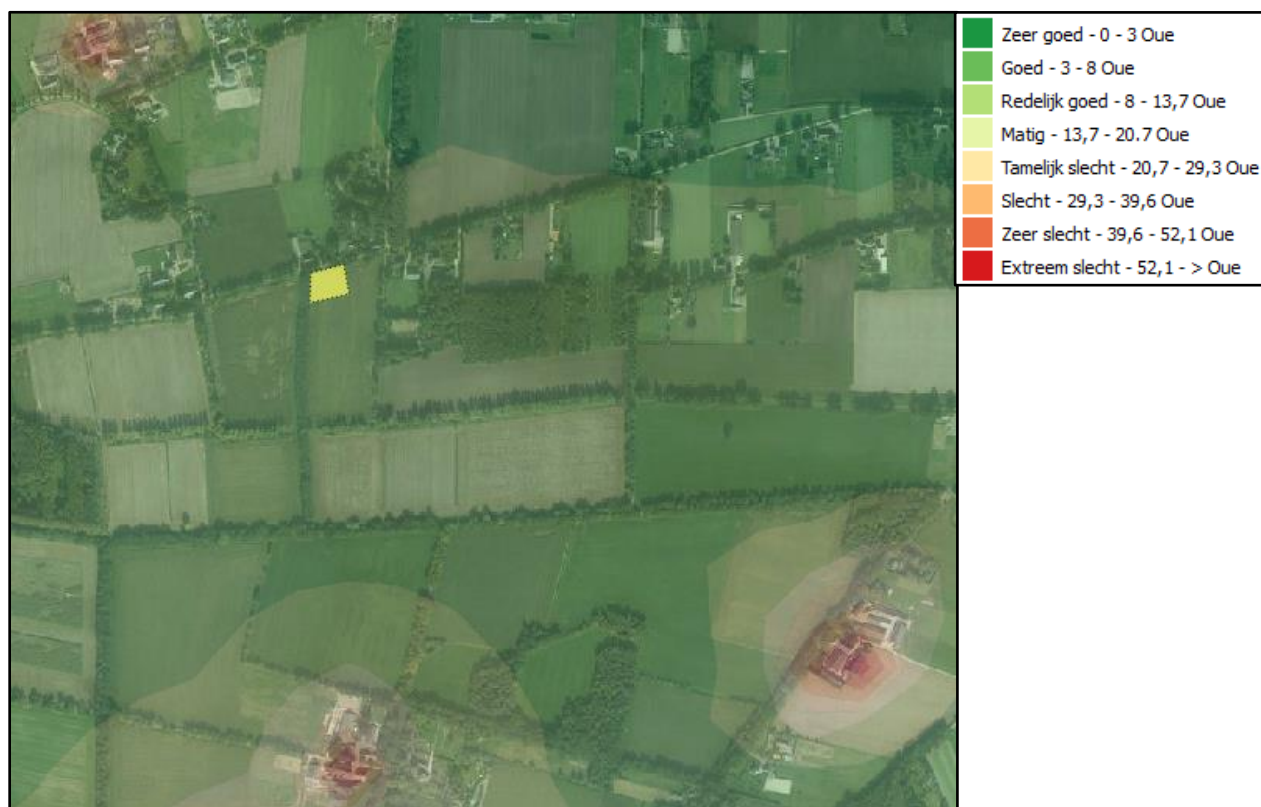 Zeer goed - 0 - 3 Oue
Goed - 3 - 8 Oue
Redelijk goed - 8 - 13,7 Oue
Matig - 13,7 - 20.7 Oue
Tamelijk slecht - 20,7 - 29,3 Oue
Slecht - 29,3 - 39,6 Oue
Zeer slecht - 39,6 - 52,1 Oue
Extreem slecht - 52,1 - > Oue